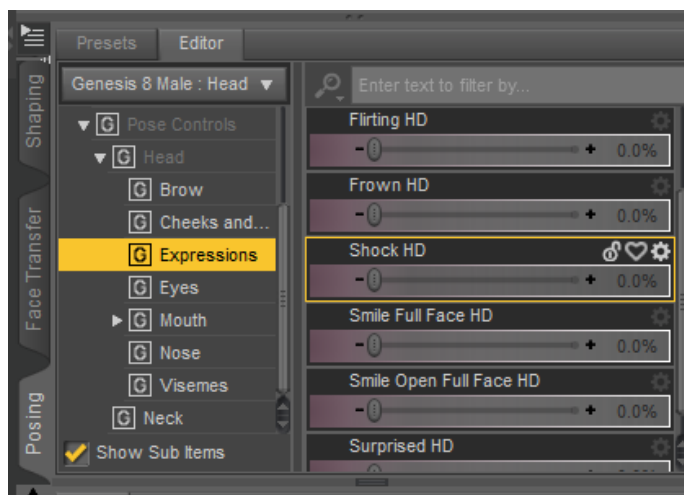 Presets
Editor
Genesis 8 Male : Head
Enter text to filter by...
Shaping
Face Transfer
Posing
G Pose Controls
G Head
G Brow
G Cheeks and...
G Expressions
G Eyes
G Mouth
G Nose
G Visemes
G Neck
Show Sub Items
Flirting HD
- + 0.0%
Frown HD
- + 0.0%
Shock HD
- + 0.0%
Smile Full Face HD
- + 0.0%
Smile Open Full Face HD
- + 0.0%
Surprised HD